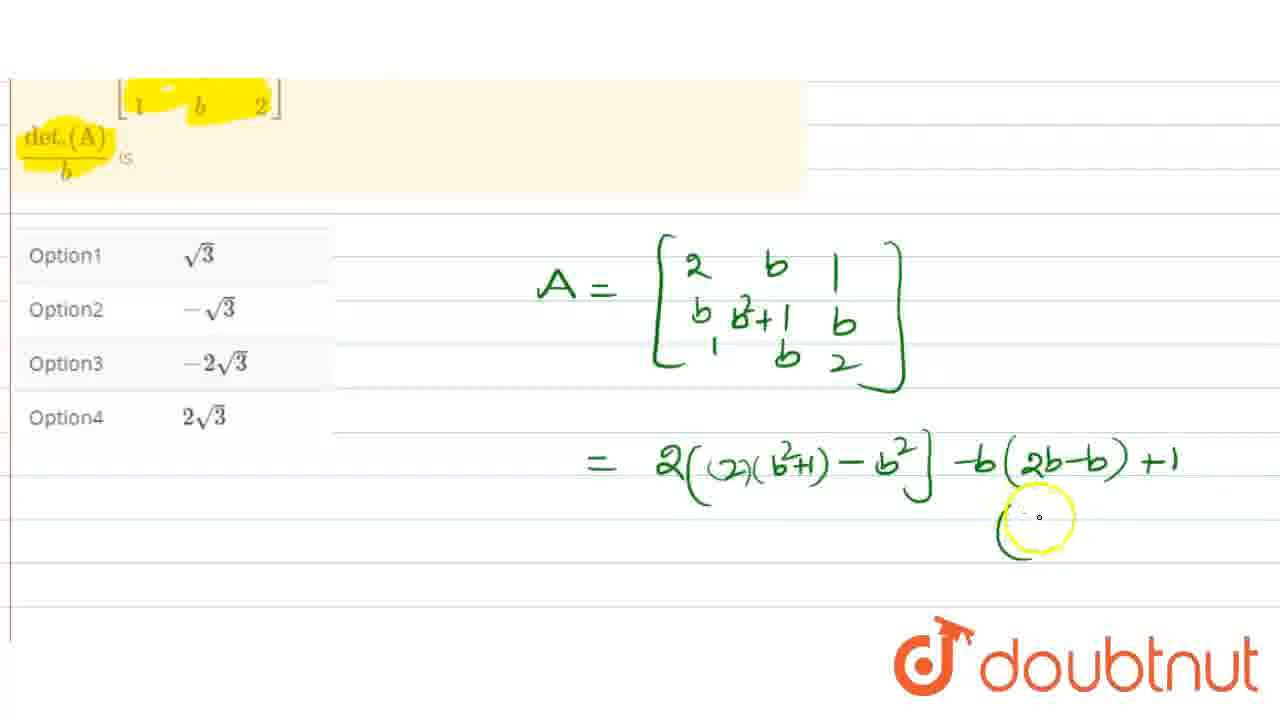 1 b 2
det.(A)
b
is
Option1 √3
Option2 −√3
Option3 −2√3
Option4 2√3
A = [ 2 b 1
b b²+1 b
1 b 2 ]
= 2[(2)(b²+1) − b²] −b(2b−b) + 1
(
doubtnut